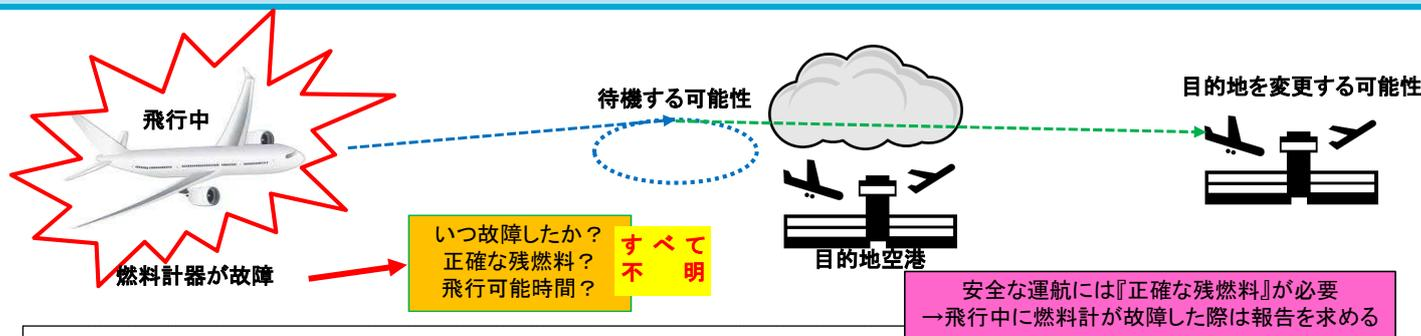 飛行中
待機する可能性
目的地を変更する可能性
燃料計器が故障
いつ故障したか？
正確な残燃料？
飛行可能時間？
すべて
不明
目的地空港
安全な運航には『正確な残燃料』が必要
→飛行中に燃料計が故障した際は報告を求める